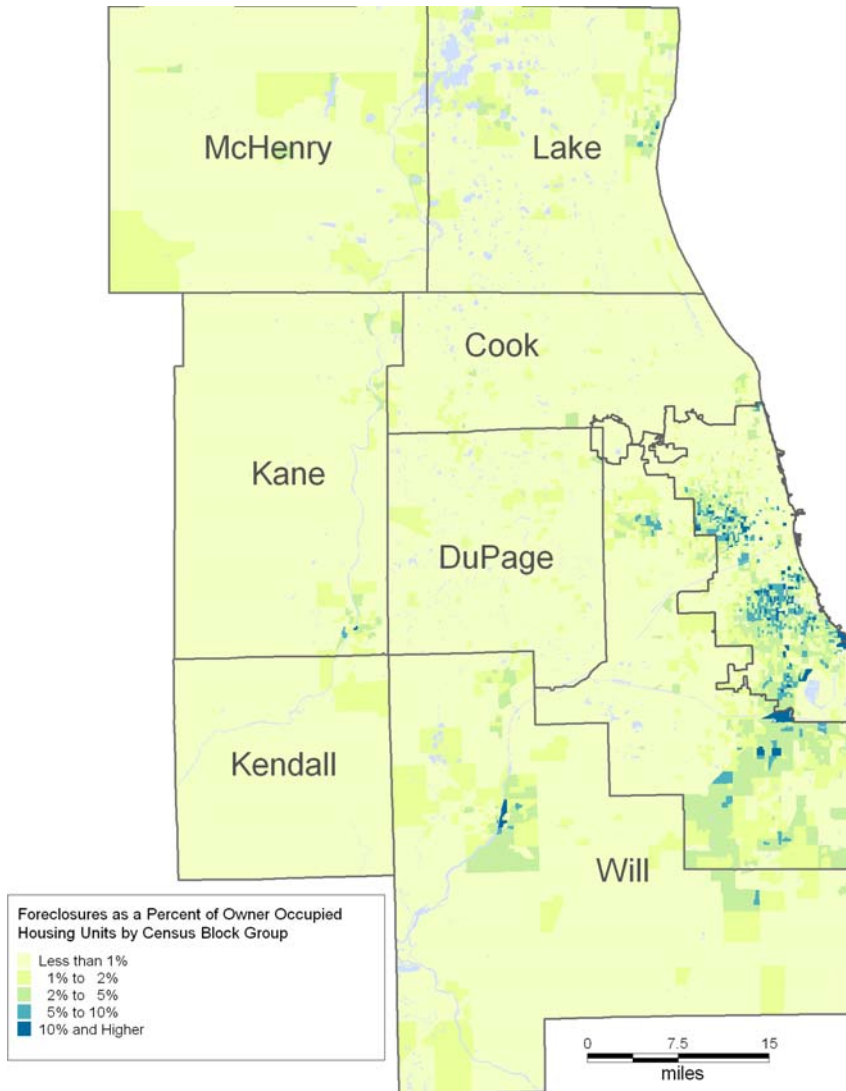 McHenry
Lake
Cook
Kane
DuPage
Kendall
Will
Foreclosures as a Percent of Owner Occupied
Housing Units by Census Block Group
Less than 1%
1% to 2%
2% to 5%
5% to 10%
10% and Higher
0 7.5 15
miles